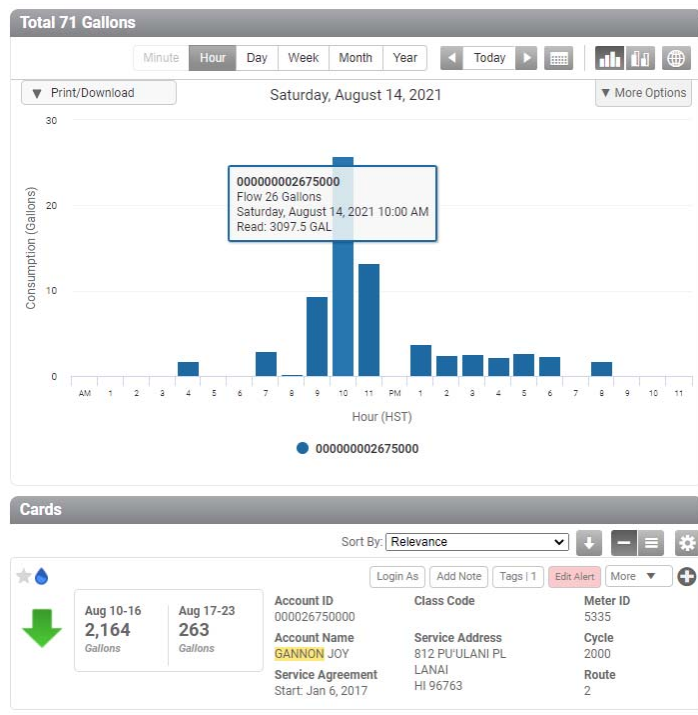 Total 71 Gallons
Minute Hour Day Week Month Year Today
Print/Download Saturday, August 14, 2021 More Options
30
20
10
0
Consumption (Gallons)
000000002675000
Flow 26 Gallons
Saturday, August 14, 2021 10:00 AM
Read: 3097.5 GAL
AM 1 2 3 4 5 6 7 8 9 10 11 PM 1 2 3 4 5 6 7 8 9 10 11
Hour (HST)
000000002675000
Cards
Sort By: Relevance
Login As Add Note Tags | 1 Edit Alert More
Aug 10-16
2,164
Gallons
Aug 17-23
263
Gallons
Account ID
000026750000
Account Name
GANNON JOY
Service Agreement
Start: Jan 6, 2017
Class Code
Service Address
812 PU'ULANI PL
LANAI
HI 96763
Meter ID
5335
Cycle
2000
Route
2